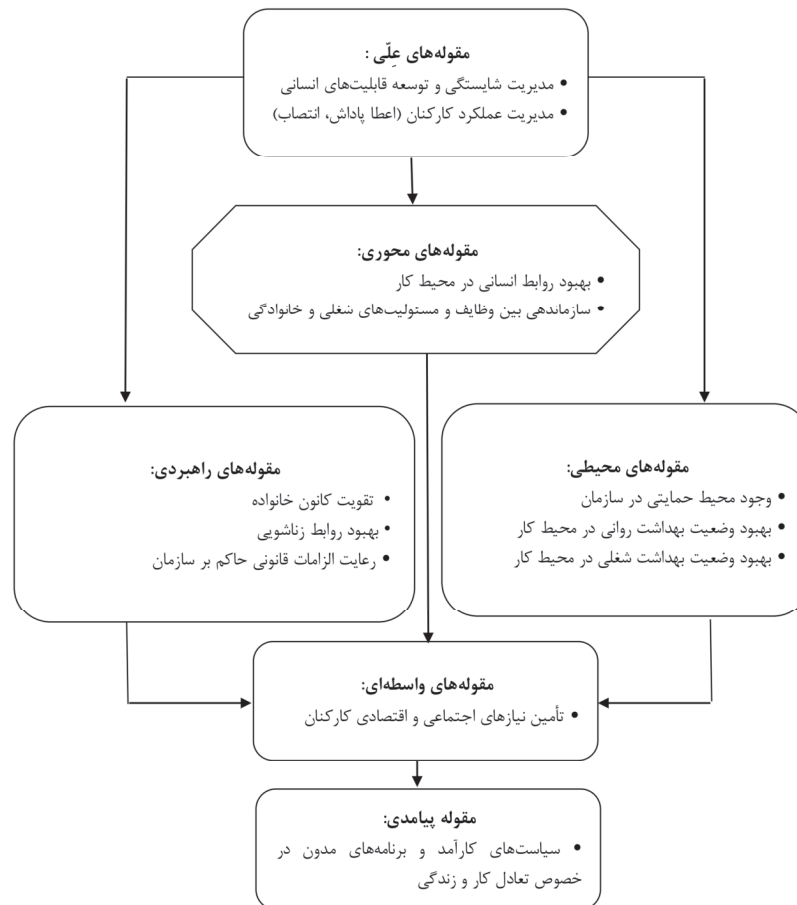 مقوله‌های عِلّی :
• مدیریت شایستگی و توسعه قابلیت‌های انسانی
• مدیریت عملکرد کارکنان (اعطا پاداش، انتصاب)
مقوله‌های محوری:
• بهبود روابط انسانی در محیط کار
• سازماندهی بین وظایف و مسئولیت‌های شغلی و خانوادگی
مقوله‌های محیطی:
• وجود محیط حمایتی در سازمان
• بهبود وضعیت بهداشت روانی در محیط کار
• بهبود وضعیت بهداشت شغلی در محیط کار
مقوله‌های راهبردی:
• تقویت کانون خانواده
• بهبود روابط زناشویی
• رعایت الزامات قانونی حاکم بر سازمان
مقوله‌های واسطه‌ای:
• تأمین نیازهای اجتماعی و اقتصادی کارکنان
مقوله پیامدی:
• سیاست‌های کارآمد و برنامه‌های مدون در
خصوص تعادل کار و زندگی